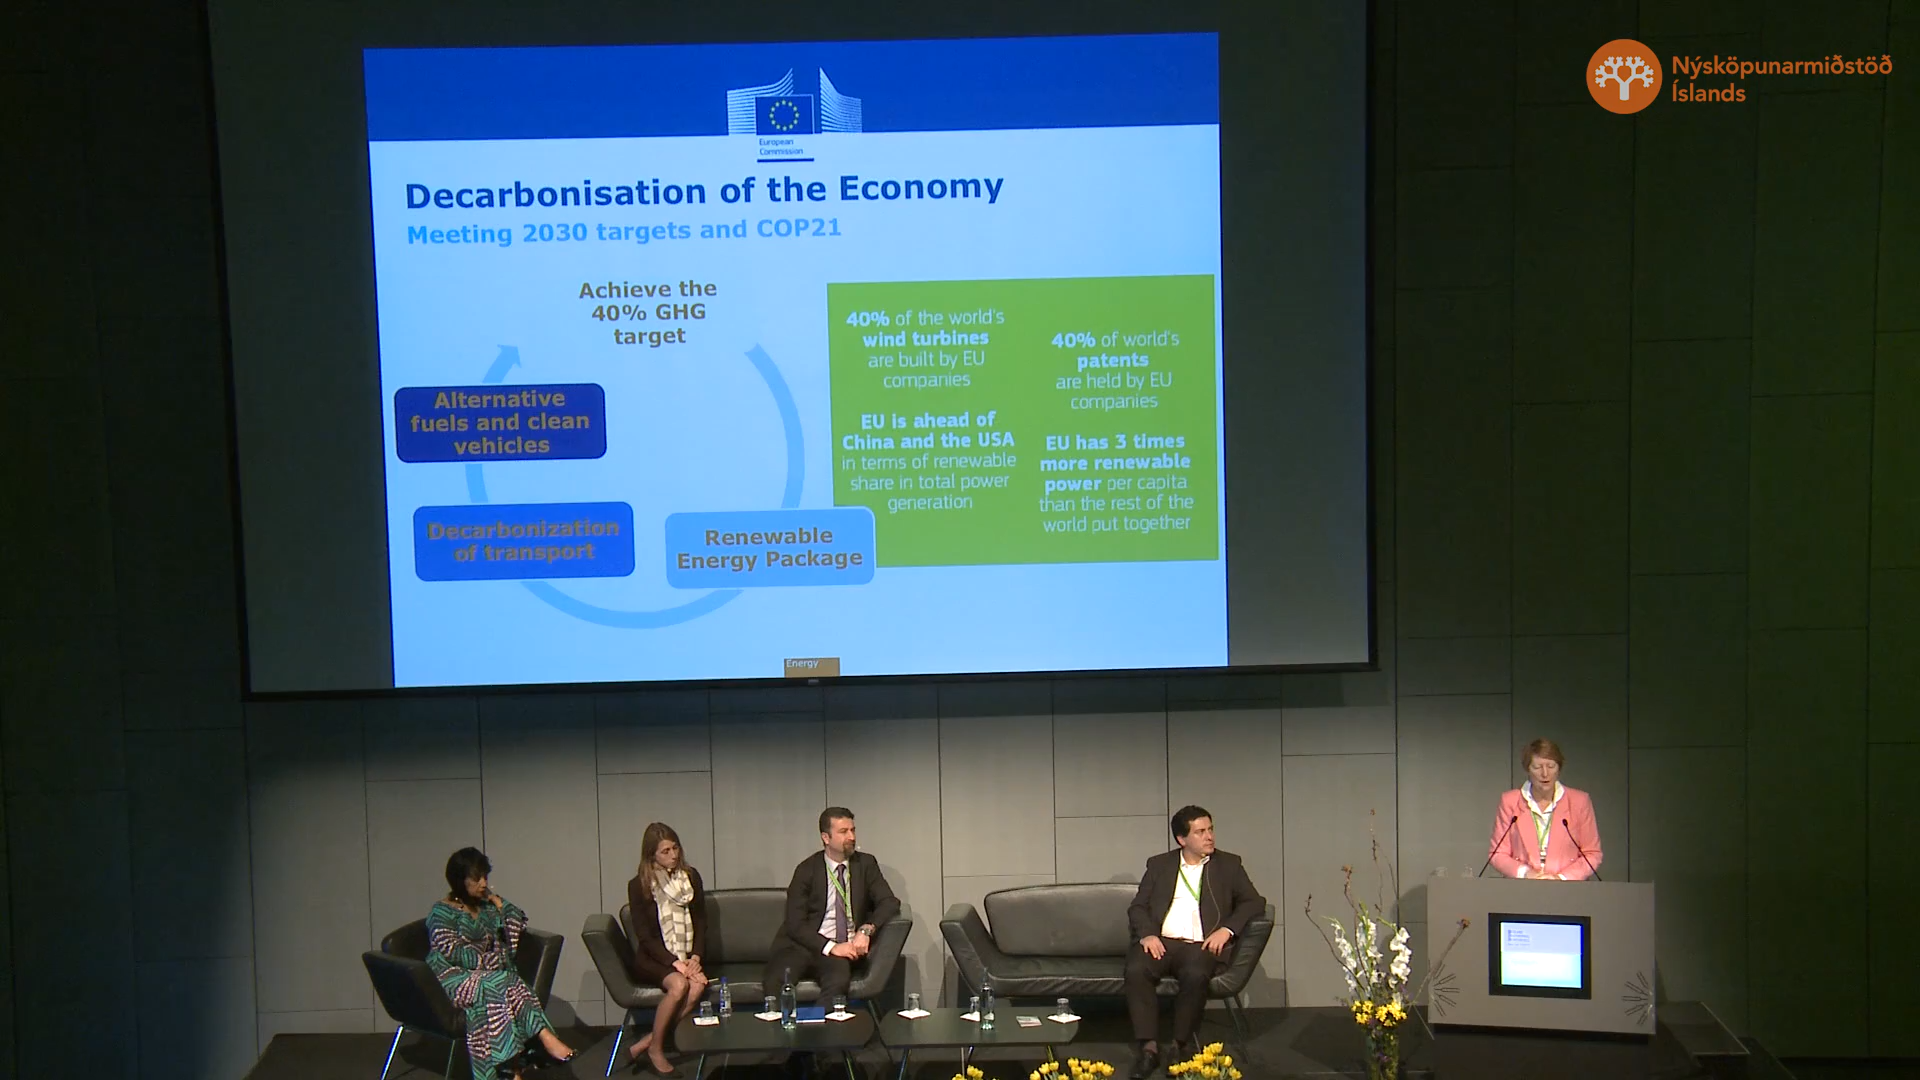 Nýsköpunarmiðstöð
Íslands
European
Commission
Decarbonisation of the Economy
Meeting 2030 targets and COP21
Achieve the
40% GHG
target
Alternative
fuels and clean
vehicles
Decarbonization
of transport
Renewable
Energy Package
40% of the world's
wind turbines
are built by EU
companies
EU is ahead of
China and the USA
in terms of renewable
share in total power
generation
40% of world's
patents
are held by EU
companies
EU has 3 times
more renewable
power per capita
than the rest of the
world put together
Energy